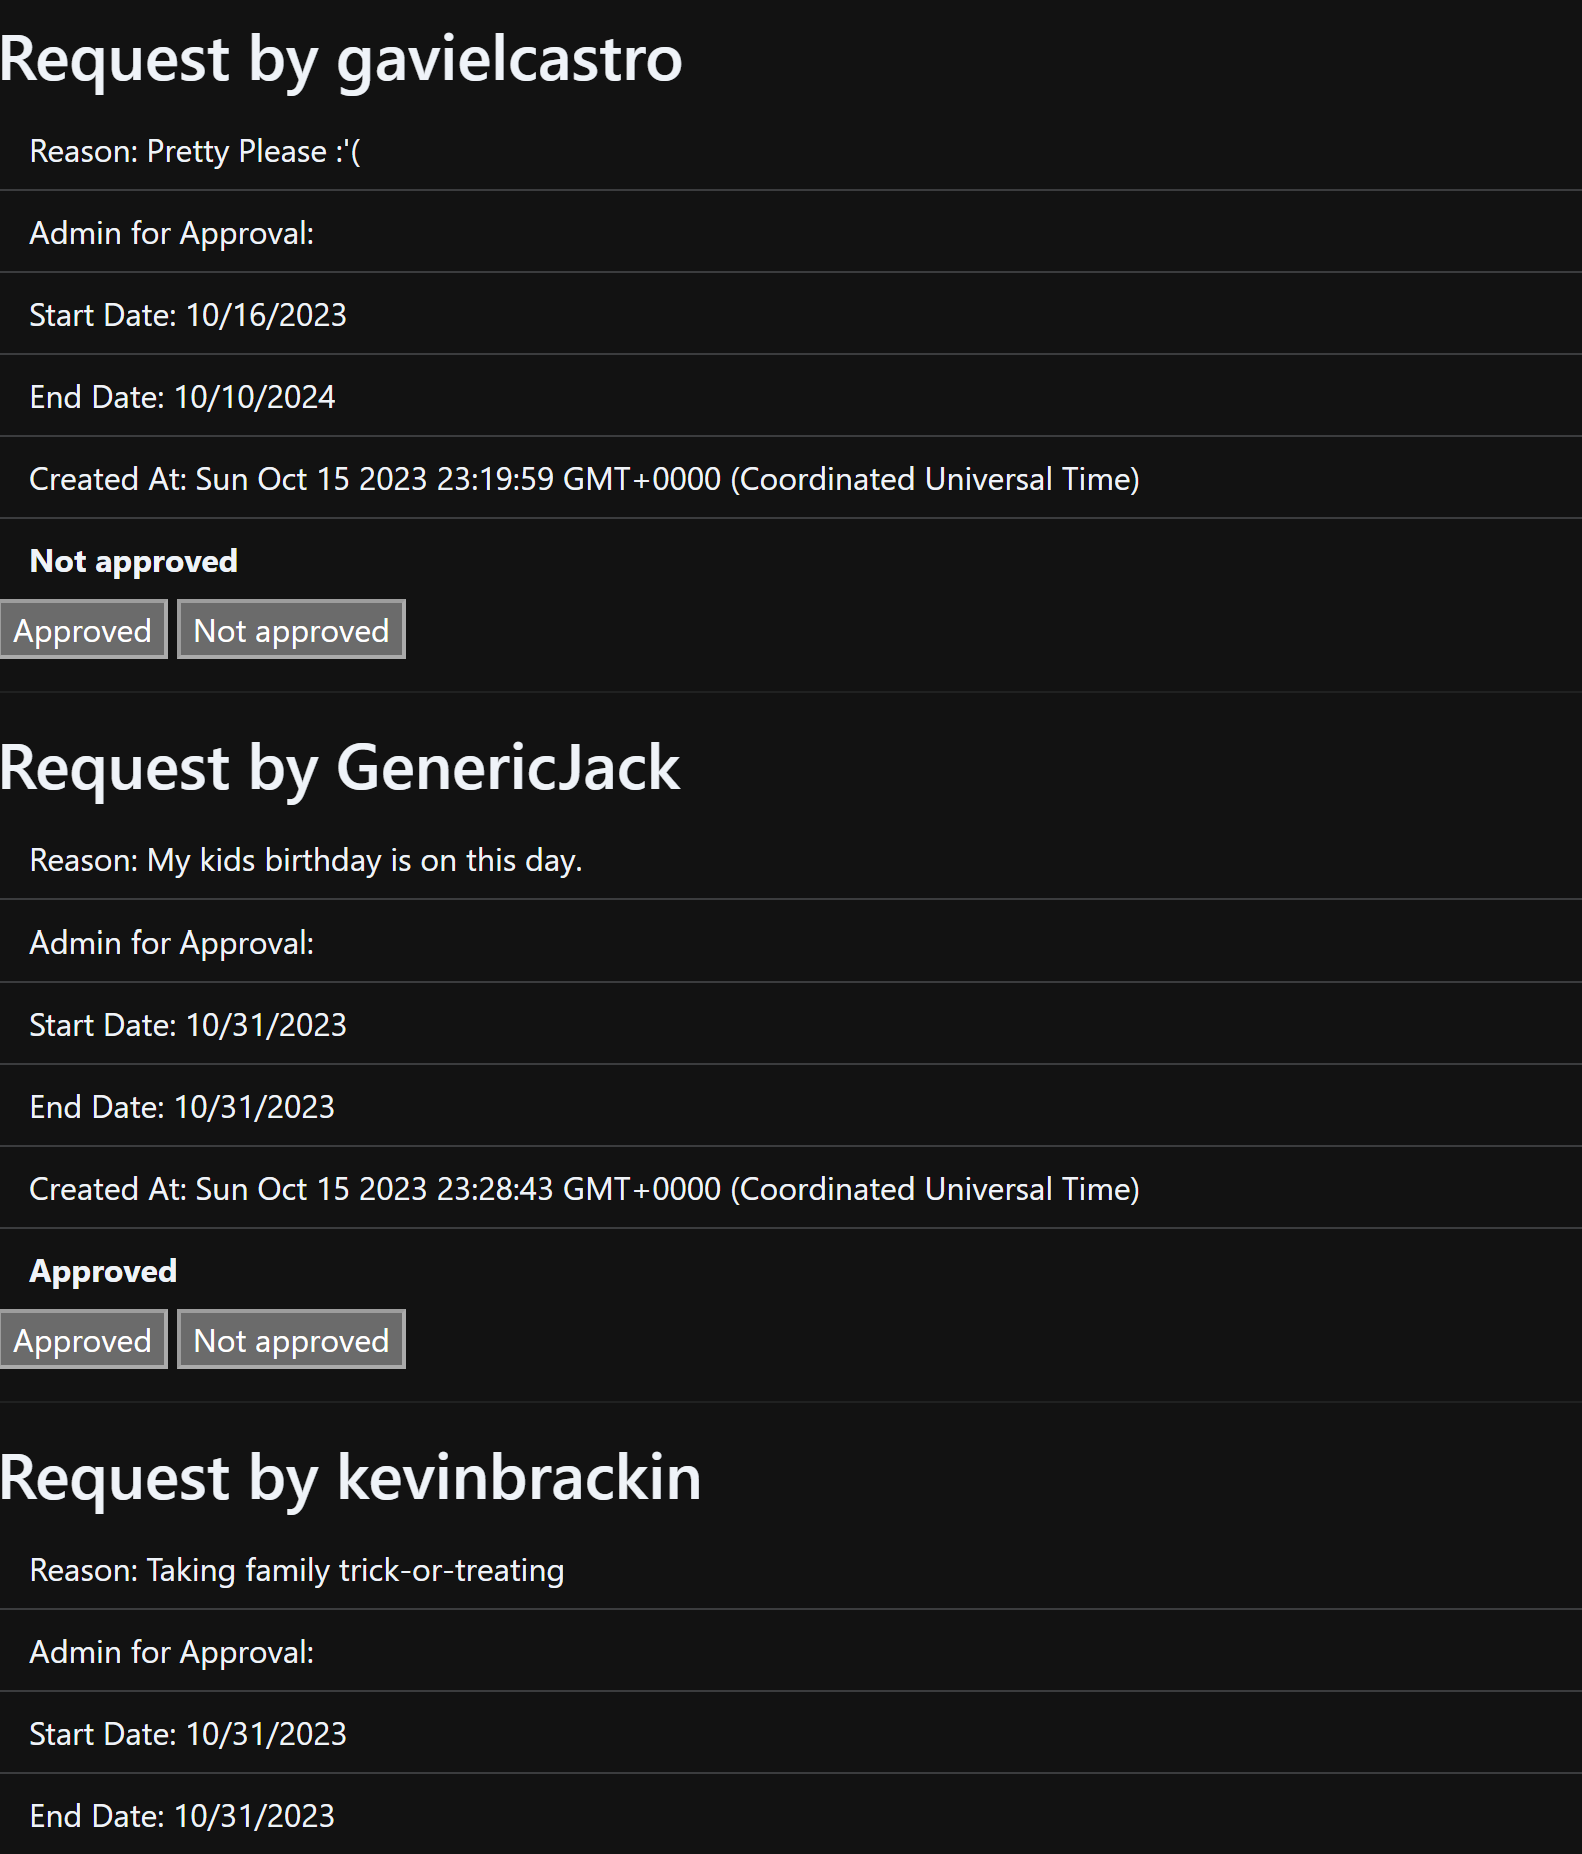 Request by gavielcastro
Reason: Pretty Please :'(
Admin for Approval:
Start Date: 10/16/2023
End Date: 10/10/2024
Created At: Sun Oct 15 2023 23:19:59 GMT+0000 (Coordinated Universal Time)
Not approved
Approved Not approved
Request by GenericJack
Reason: My kids birthday is on this day.
Admin for Approval:
Start Date: 10/31/2023
End Date: 10/31/2023
Created At: Sun Oct 15 2023 23:28:43 GMT+0000 (Coordinated Universal Time)
Approved
Approved Not approved
Request by kevinbrackin
Reason: Taking family trick-or-treating
Admin for Approval:
Start Date: 10/31/2023
End Date: 10/31/2023